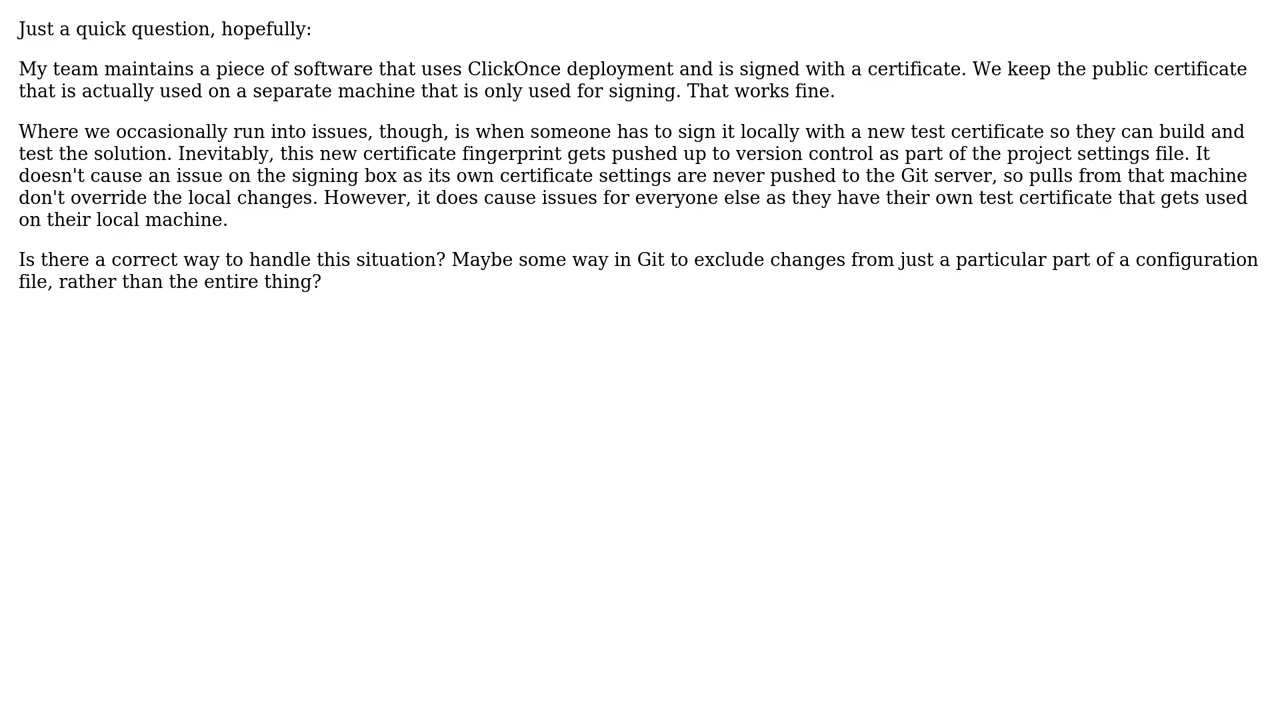 Just a quick question, hopefully:
My team maintains a piece of software that uses ClickOnce deployment and is signed with a certificate. We keep the public certificate
that is actually used on a separate machine that is only used for signing. That works fine.
Where we occasionally run into issues, though, is when someone has to sign it locally with a new test certificate so they can build and
test the solution. Inevitably, this new certificate fingerprint gets pushed up to version control as part of the project settings file. It
doesn't cause an issue on the signing box as its own certificate settings are never pushed to the Git server, so pulls from that machine
don't override the local changes. However, it does cause issues for everyone else as they have their own test certificate that gets used
on their local machine.
Is there a correct way to handle this situation? Maybe some way in Git to exclude changes from just a particular part of a configuration
file, rather than the entire thing?